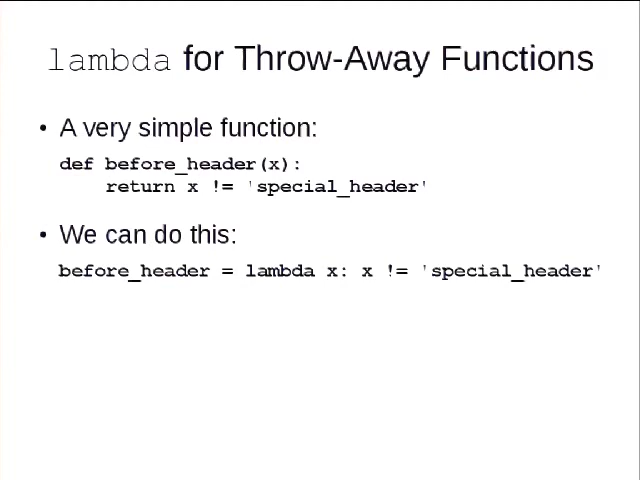 lambda for Throw-Away Functions
• A very simple function:
def before_header(x):
    return x != 'special_header'
• We can do this:
before_header = lambda x: x != 'special_header'